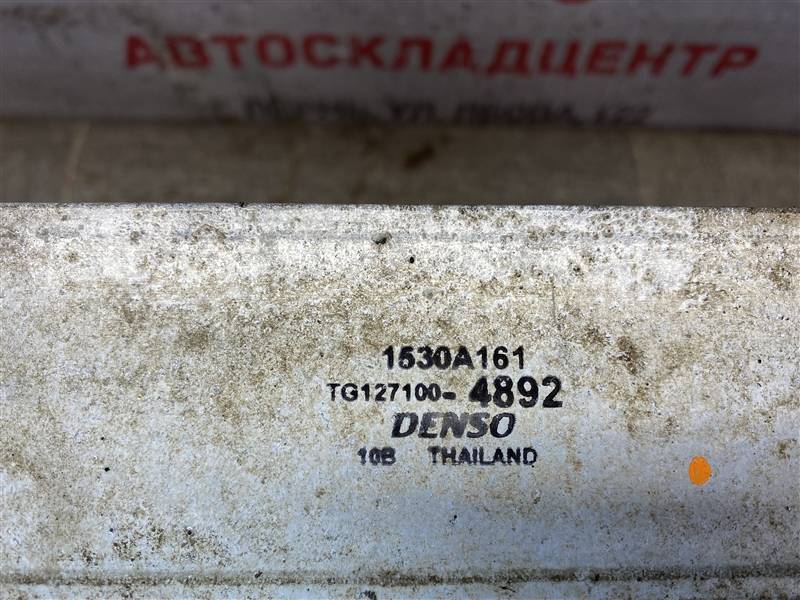 АВТОСКЛАДЦЕНТР
1530A161
TG127100-4892
DENSO
10B THAILAND